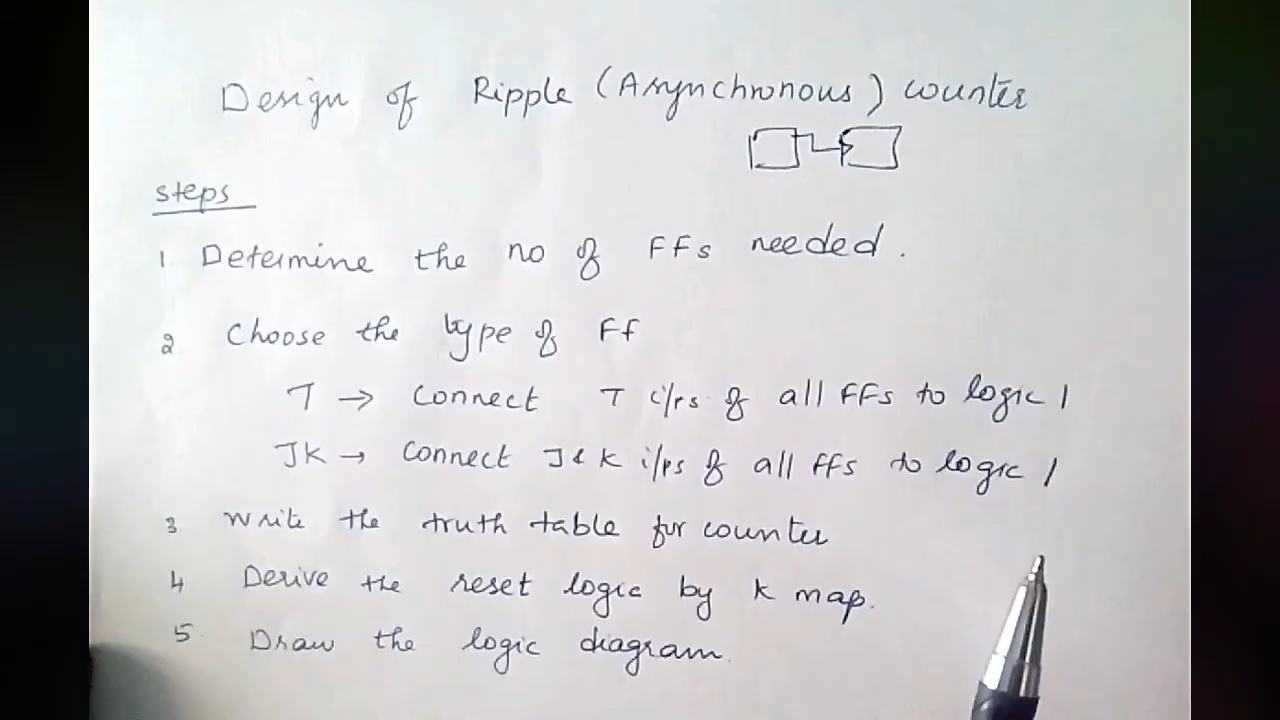 Design of Ripple (Asynchronous) counter
steps
1 Determine the no of FFs needed.
2 Choose the type of Ff
T → Connect T i/ps of all FFs to logic 1
JK → Connect J & K i/ps of all ffs to logic 1
3 Write the truth table for counter
4 Derive the reset logic by K map.
5 Draw the logic diagram.